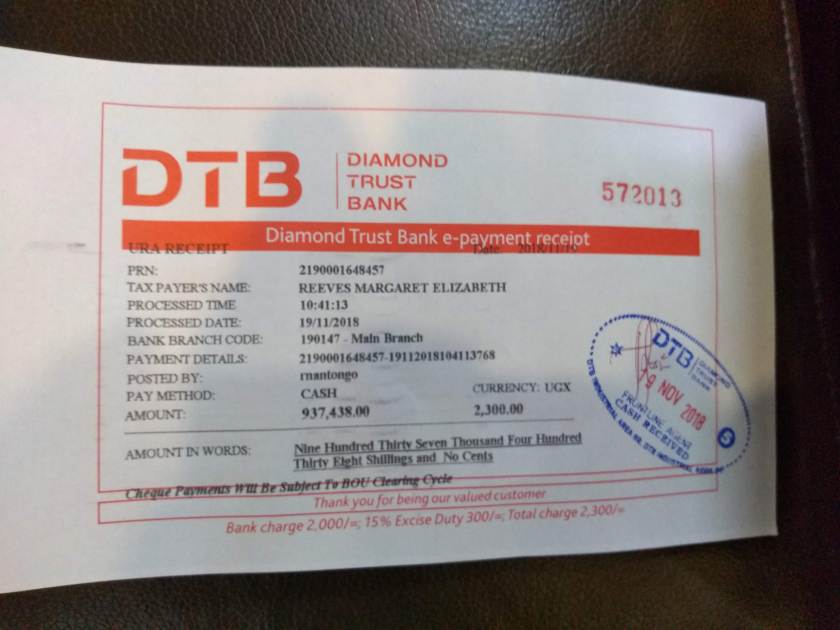 DTB
DIAMOND
TRUST
BANK
572013
Diamond Trust Bank e-payment receipt
URA RECEIPT Date: 2018/11/19
PRN: 2190001648457
TAX PAYER'S NAME: REEVES MARGARET ELIZABETH
PROCESSED TIME 10:41:13
PROCESSED DATE: 19/11/2018
BANK BRANCH CODE: 190147 - Main Branch
PAYMENT DETAILS: 2190001648457-19112018104113768
POSTED BY: rnantongo
PAY METHOD: CASH CURRENCY: UGX
AMOUNT: 937,438.00 2,300.00
AMOUNT IN WORDS: Nine Hundred Thirty Seven Thousand Four Hundred
Thirty Eight Shillings and No Cents
Cheque Payments Will Be Subject To BOU Clearing Cycle
Thank you for being our valued customer
Bank charge 2,000/=; 15% Excise Duty 300/=; Total charge 2,300/=
DTB DIAMOND
TRUST
BANK
19 NOV 2018
FRONTLINE AGENT
CASH RECEIVED